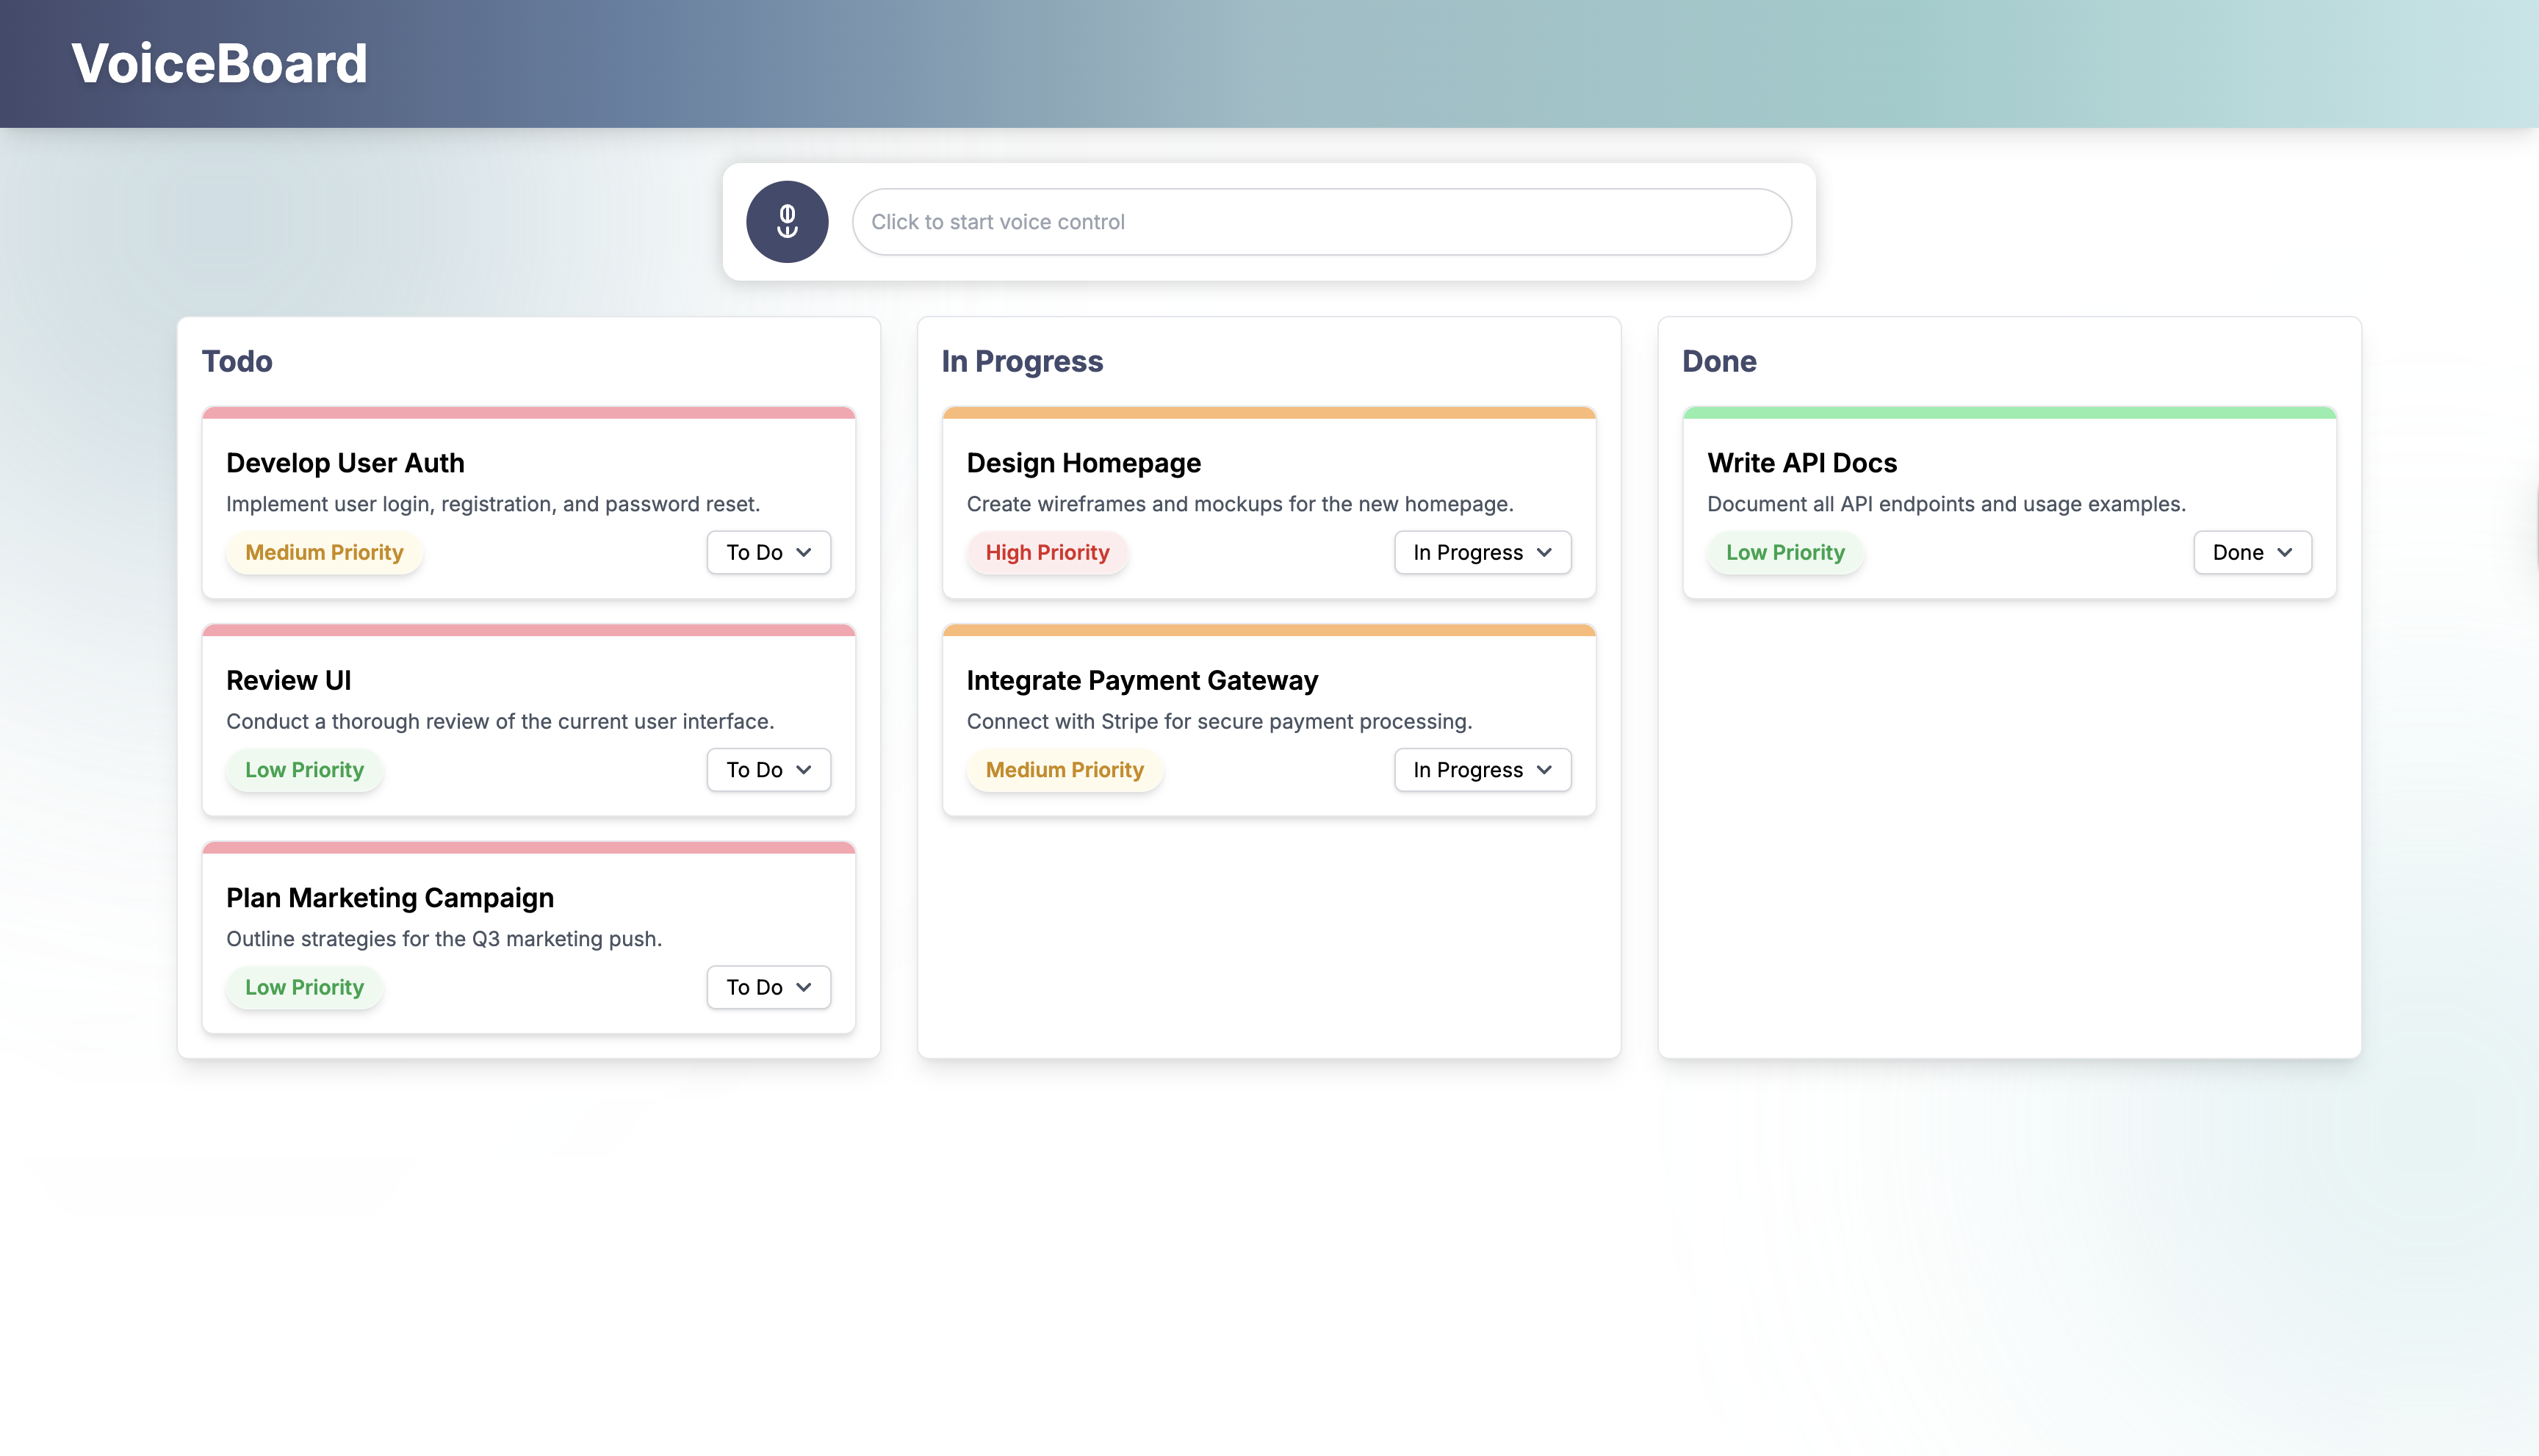 VoiceBoard
Click to start voice control
Todo
Develop User Auth
Implement user login, registration, and password reset.
Medium Priority
To Do
Review UI
Conduct a thorough review of the current user interface.
Low Priority
To Do
Plan Marketing Campaign
Outline strategies for the Q3 marketing push.
Low Priority
To Do
In Progress
Design Homepage
Create wireframes and mockups for the new homepage.
High Priority
In Progress
Integrate Payment Gateway
Connect with Stripe for secure payment processing.
Medium Priority
In Progress
Done
Write API Docs
Document all API endpoints and usage examples.
Low Priority
Done